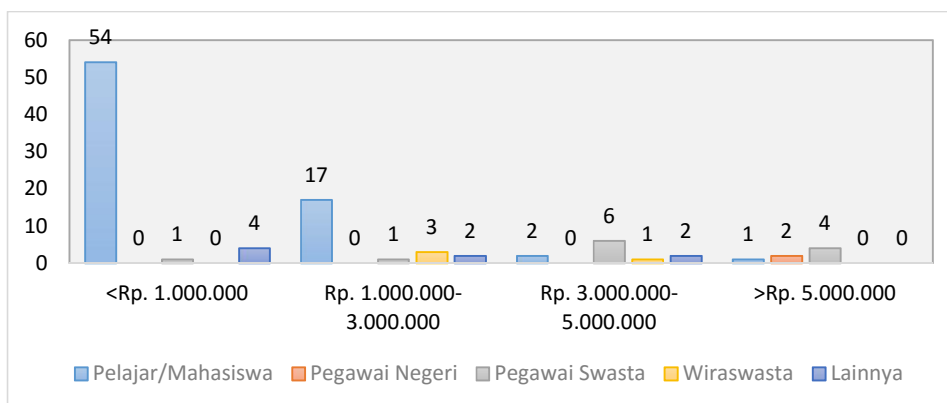 60
50
40
30
20
10
0
54 0 1 0 4
17 0 1 3 2
2 0 6 1 2
1 2 4 0 0
<Rp. 1.000.000
Rp. 1.000.000-
3.000.000
Rp. 3.000.000-
5.000.000
>Rp. 5.000.000
Pelajar/Mahasiswa Pegawai Negeri Pegawai Swasta Wiraswasta Lainnya